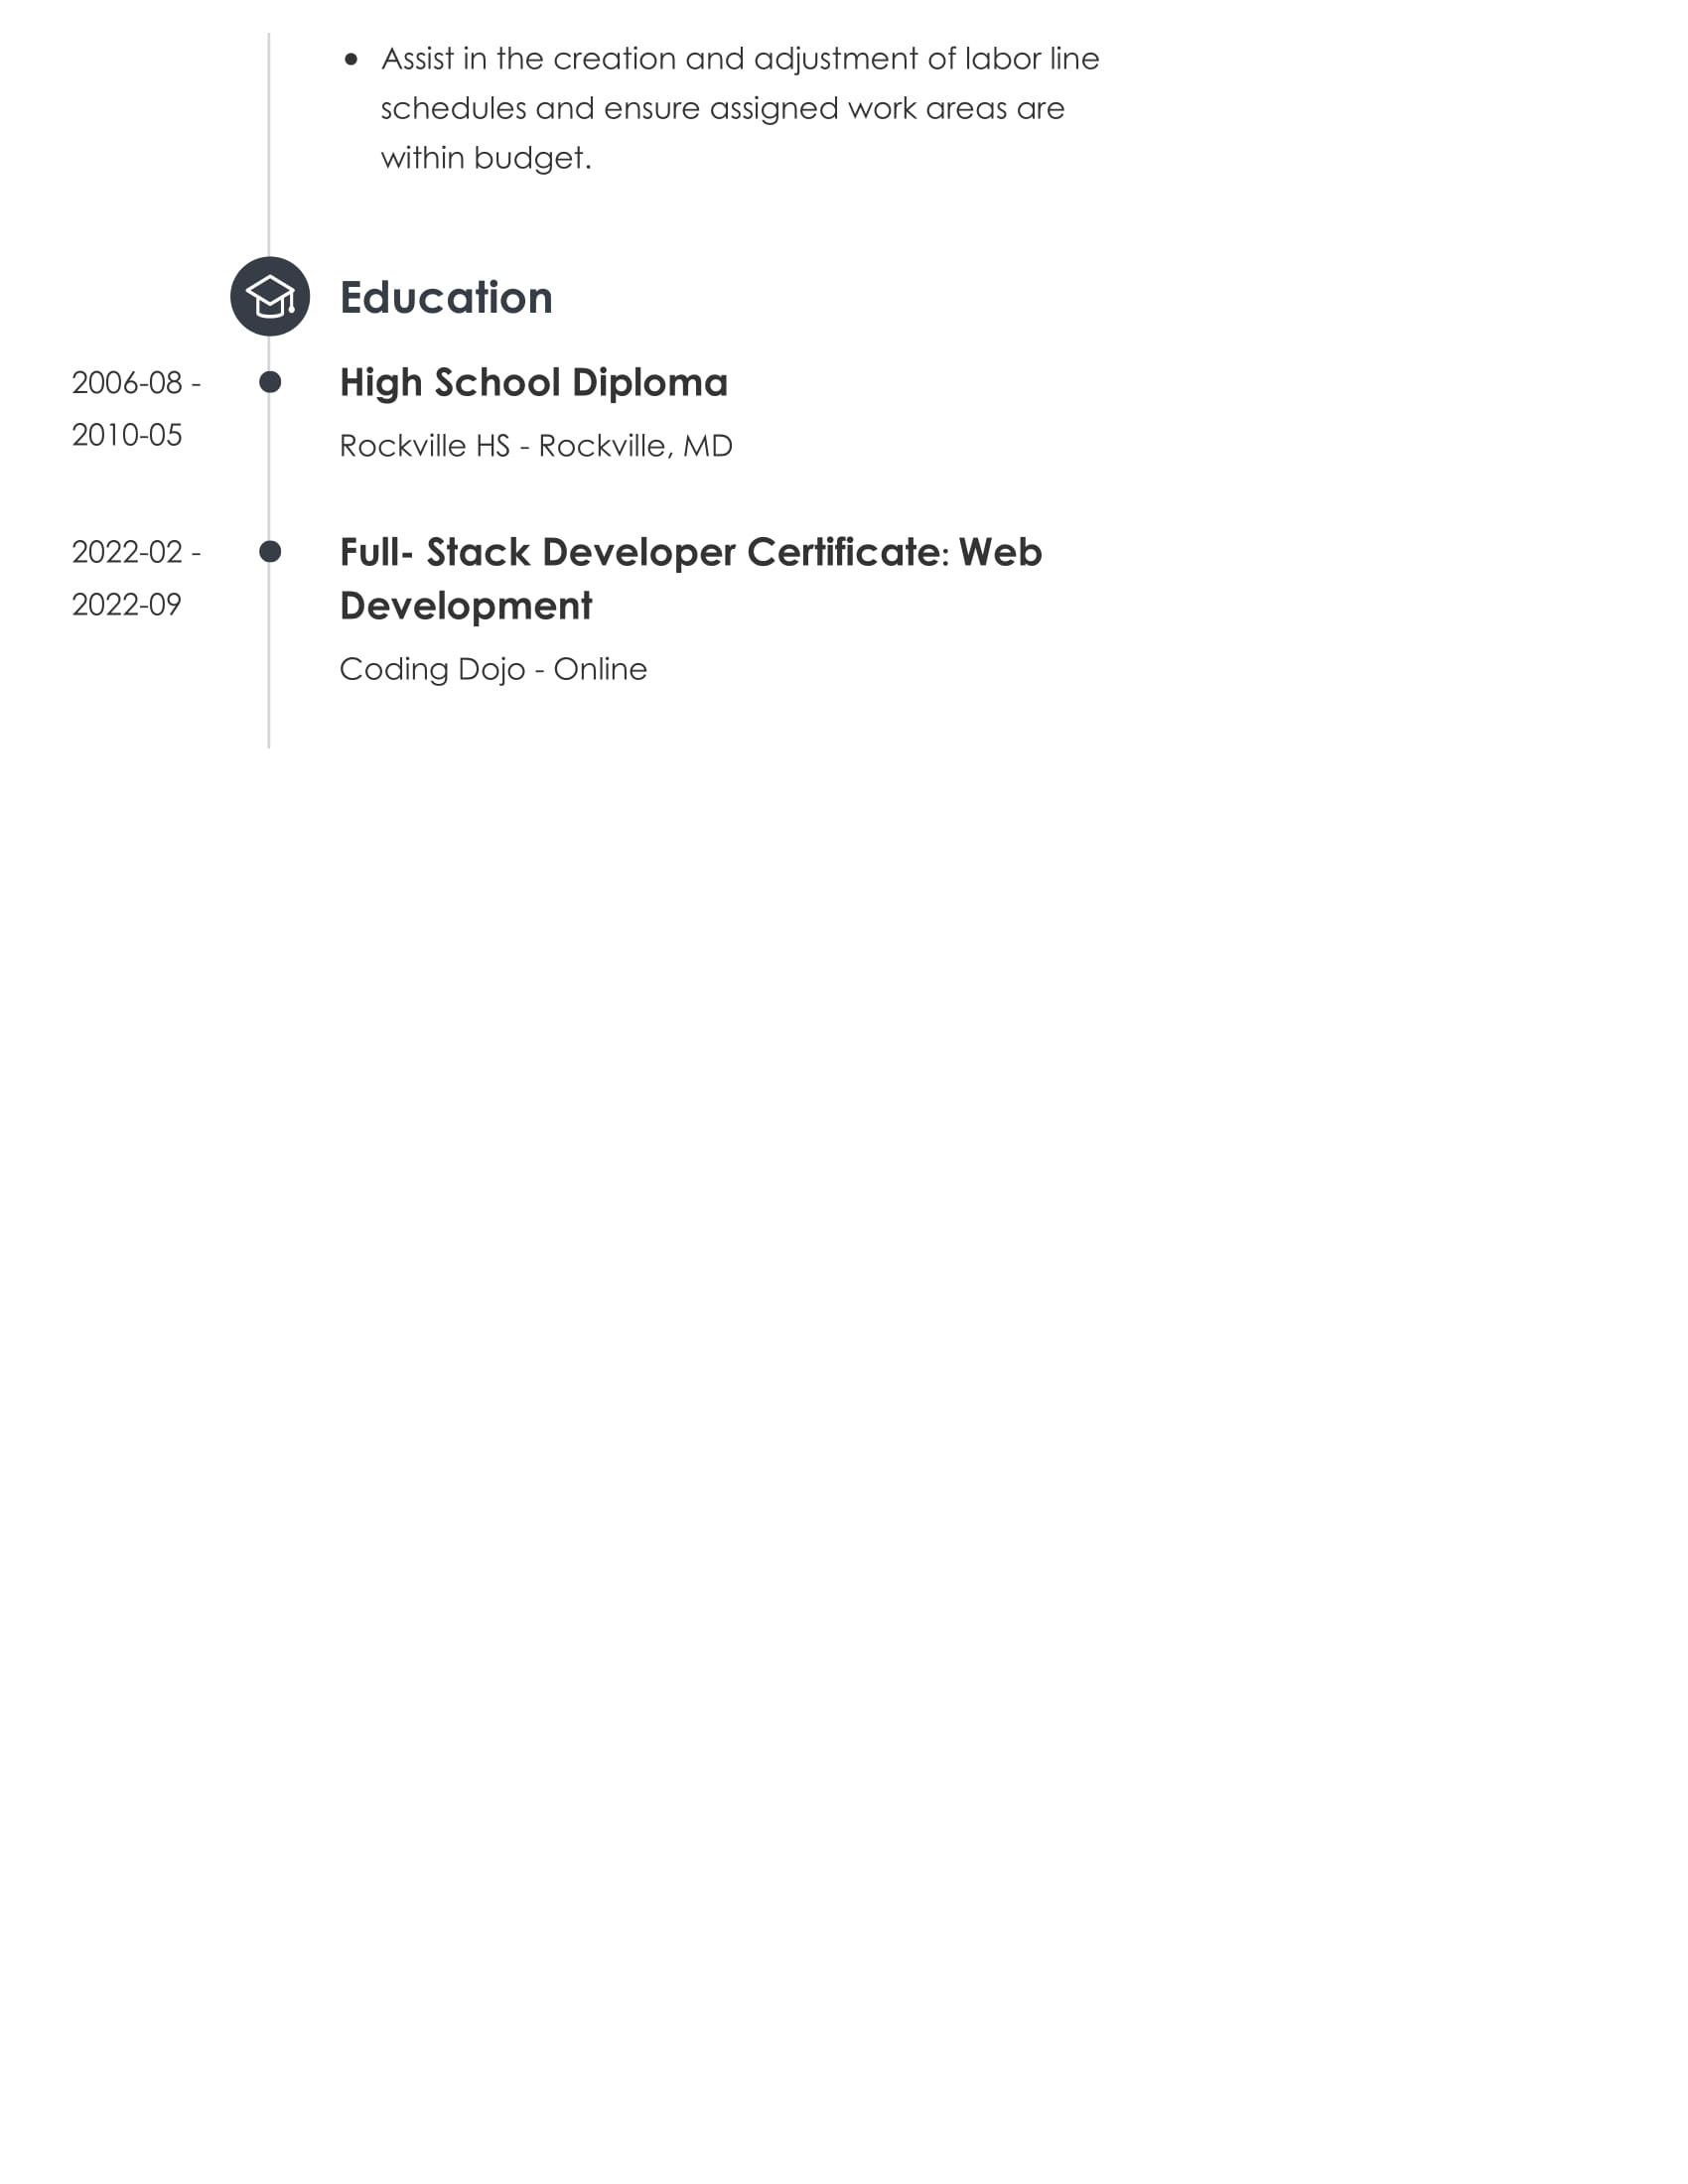 • Assist in the creation and adjustment of labor line
schedules and ensure assigned work areas are
within budget.
Education
2006-08 -
2010-05
High School Diploma
Rockville HS - Rockville, MD
2022-02 -
2022-09
Full- Stack Developer Certificate: Web
Development
Coding Dojo - Online